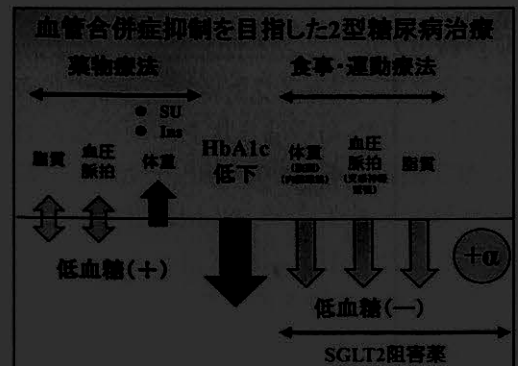 血管合併症抑制を目指した2型糖尿病治療
薬物療法
食事・運動療法
● SU
● Ins
脂質
血圧
脈拍
体重
HbA1c
低下
体重
血圧
脈拍
脂質
低血糖(+)
+α
低血糖(―)
SGLT2阻害薬